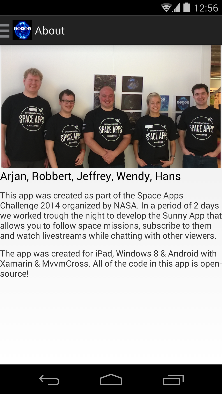 12:56
About
SPACE APPS
SPACE APPS
SPACE APPS
SPACE APPS
Arjan, Robbert, Jeffrey, Wendy, Hans
This app was created as part of the Space Apps
Challenge 2014 organized by NASA. In a period of 2 days
we worked trough the night to develop the Sunny App that
allows you to follow space missions, subscribe to them
and watch livestreams while chatting with other viewers.
The app was created for iPad, Windows 8 & Android with
Xamarin & MvvmCross. All of the code in this app is open-
source!